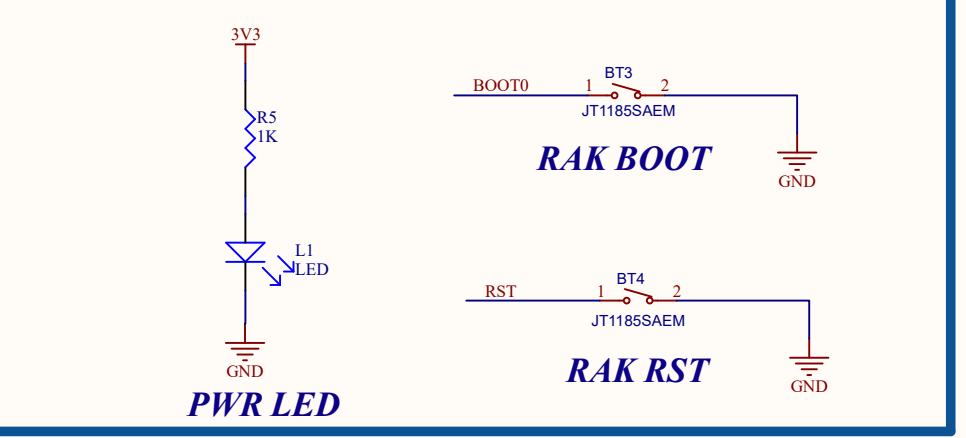 3V3
R5
1K
L1
LED
GND
PWR LED
BOOT0
1
BT3
2
JT1185SAEM
RAK BOOT
GND
RST
1
BT4
2
JT1185SAEM
RAK RST
GND